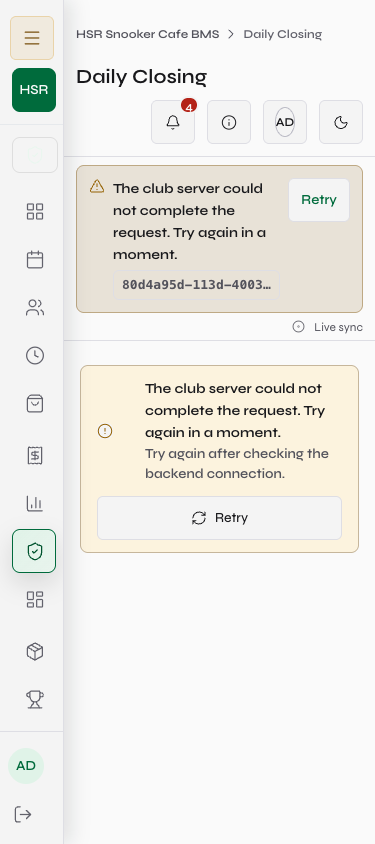 HSR Snooker Cafe BMS > Daily Closing
HSR
Daily Closing
4
AD
The club server could
not complete the
request. Try again in a
moment.
Retry
80d4a95d-113d-4003…
Live sync
The club server could not
complete the request. Try
again in a moment.
Try again after checking the
backend connection.
Retry
AD